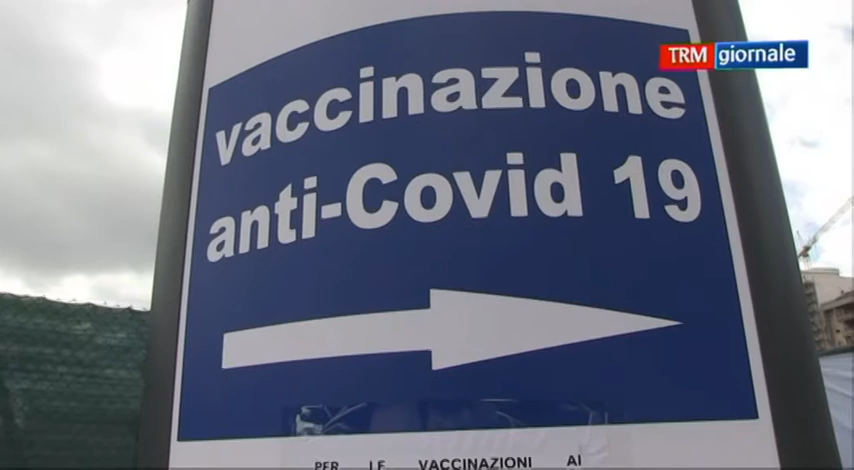 TRM giornale
vaccinazione
anti-Covid 19
PER LE VACCINAZIONI AI